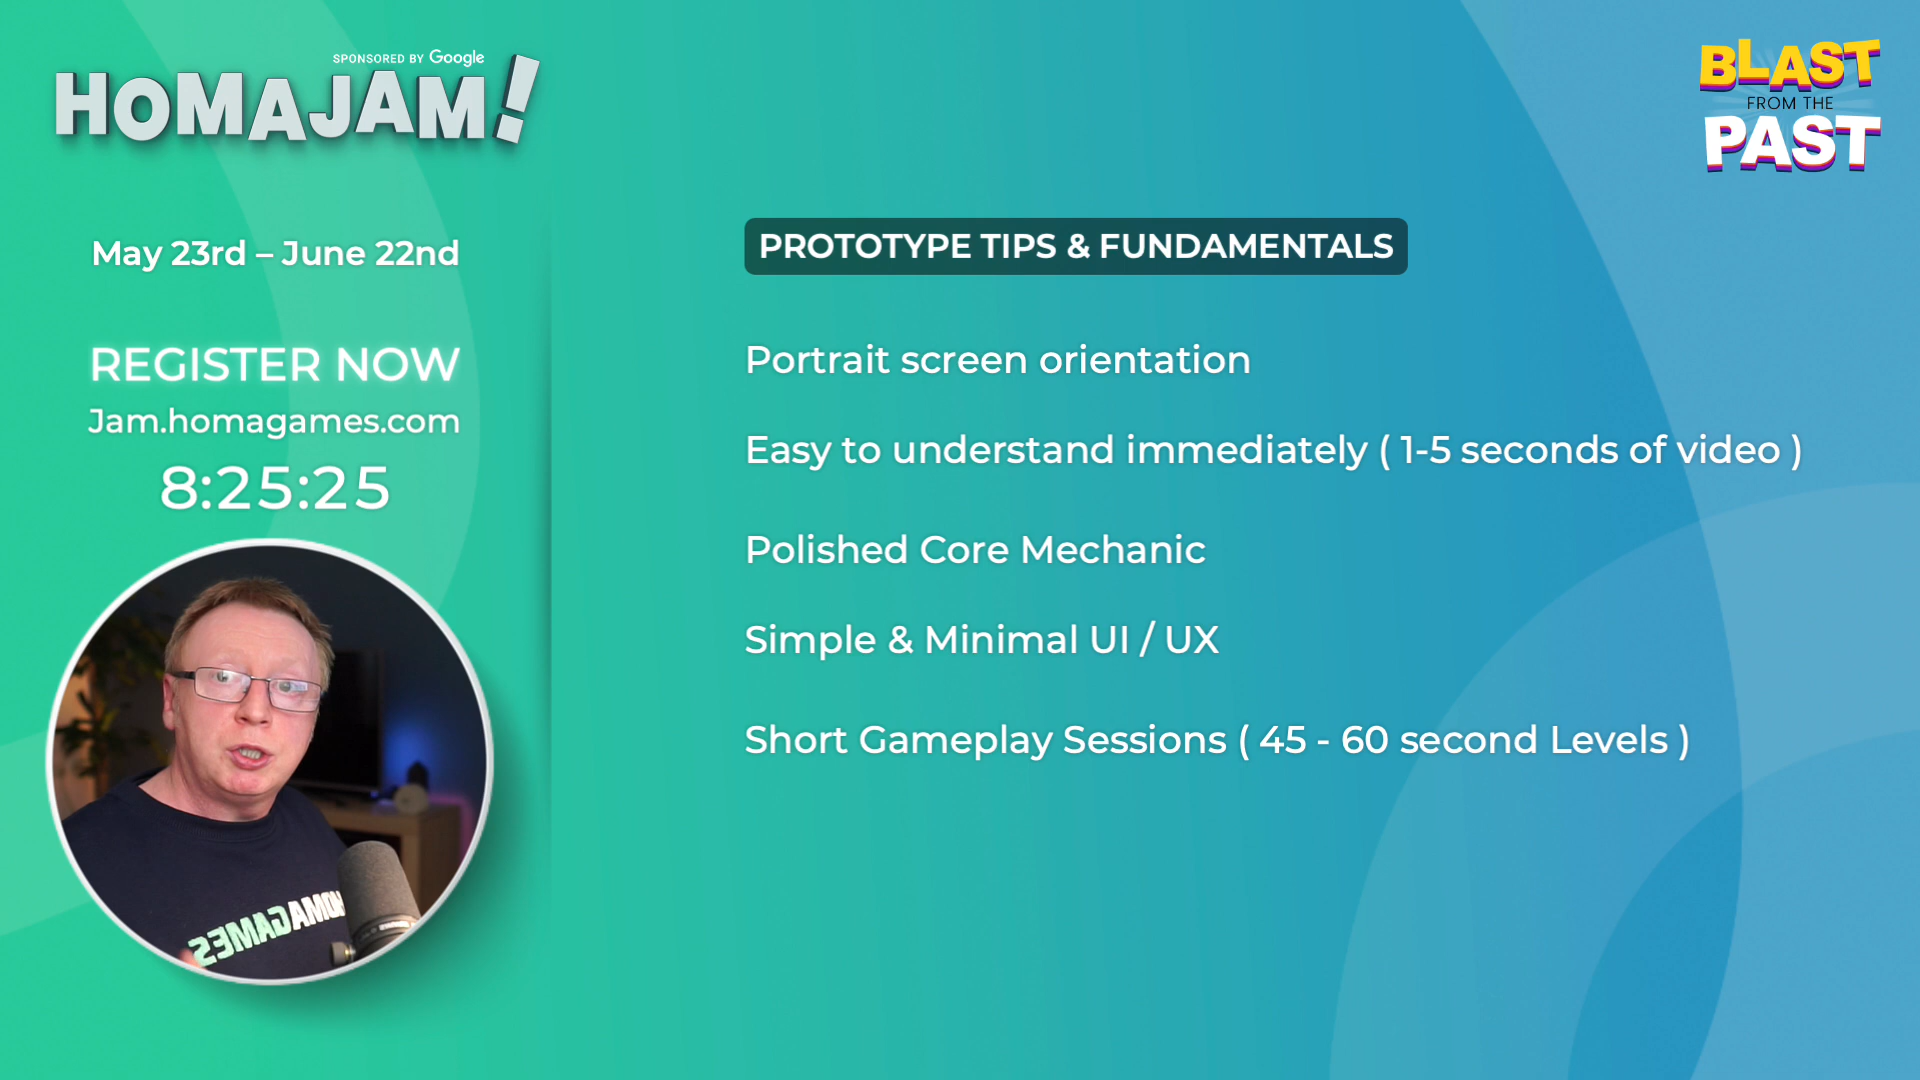 SPONSORED BY Google
HOMAJAM!
BLAST
FROM THE
PAST
May 23rd – June 22nd
REGISTER NOW
Jam.homagames.com
8:25:25
PROTOTYPE TIPS & FUNDAMENTALS
Portrait screen orientation
Easy to understand immediately ( 1-5 seconds of video )
Polished Core Mechanic
Simple & Minimal UI / UX
Short Gameplay Sessions ( 45 - 60 second Levels )
HOMAGAMES